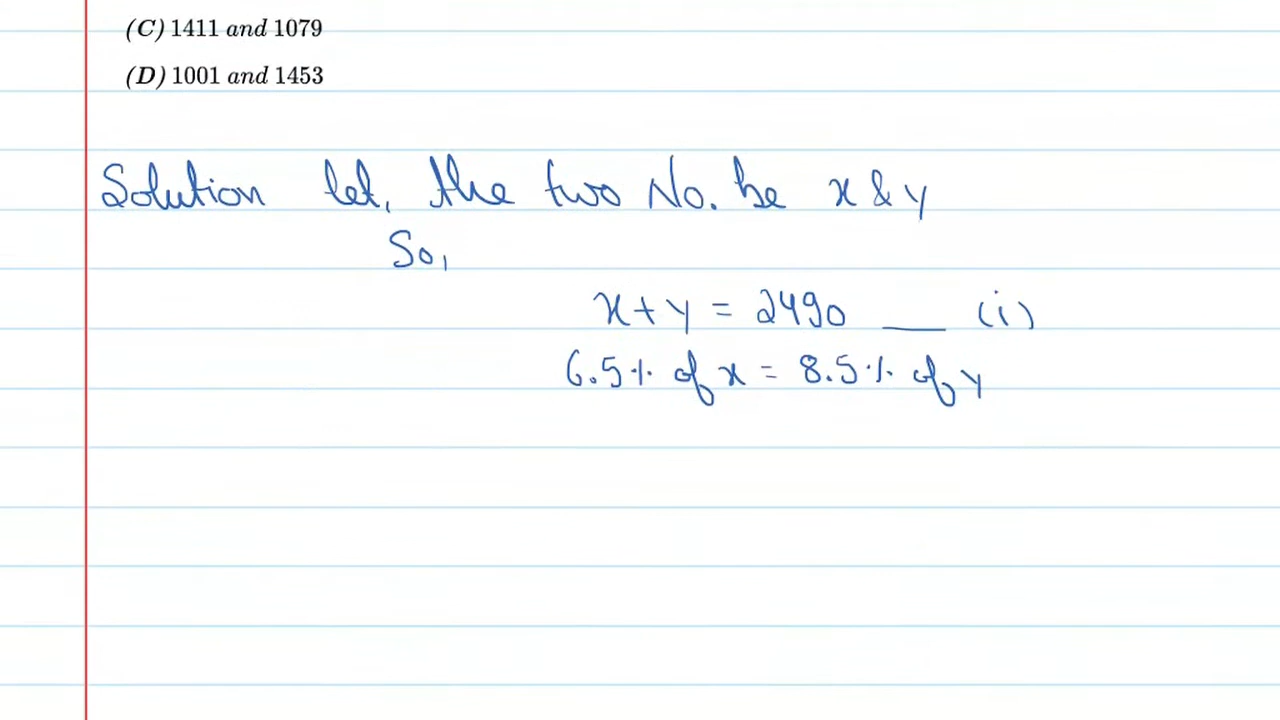 (C) 1411 and 1079
(D) 1001 and 1453
Solution let, the two No. be x & y
So,
x + y = 2490 __ (i)
6.5% of x = 8.5% of y